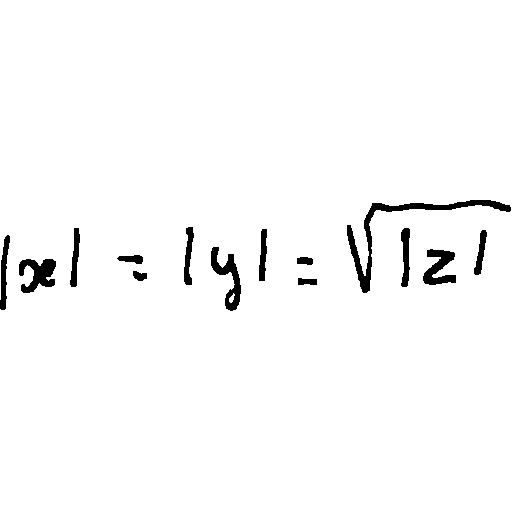 |x| = |y| = √|z|